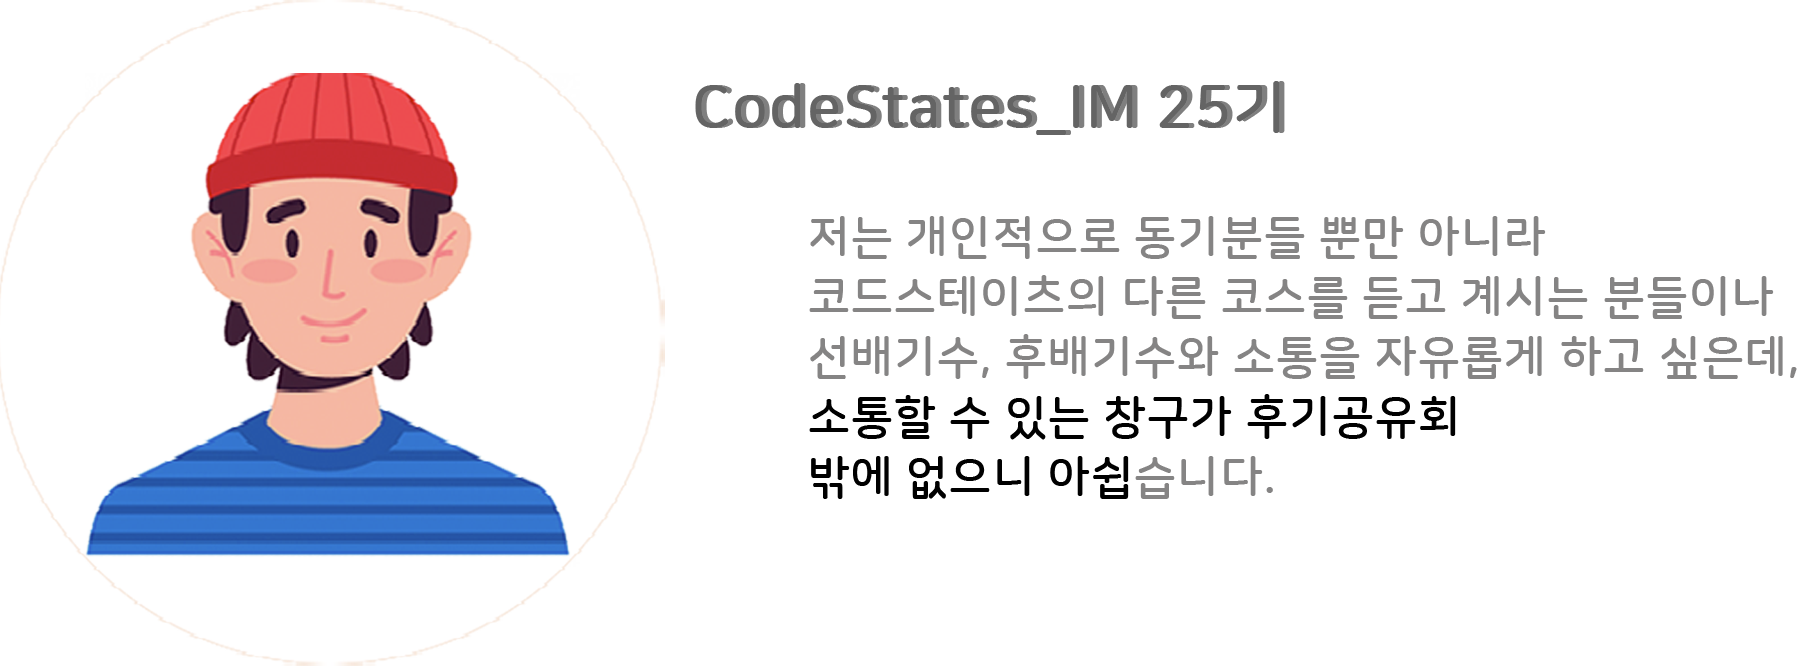 CodeStates_IM 25기
저는 개인적으로 동기분들 뿐만 아니라
코드스테이츠의 다른 코스를 듣고 계시는 분들이나
선배기수, 후배기수와 소통을 자유롭게 하고 싶은데,
소통할 수 있는 창구가 후기공유회
밖에 없으니 아쉽습니다.